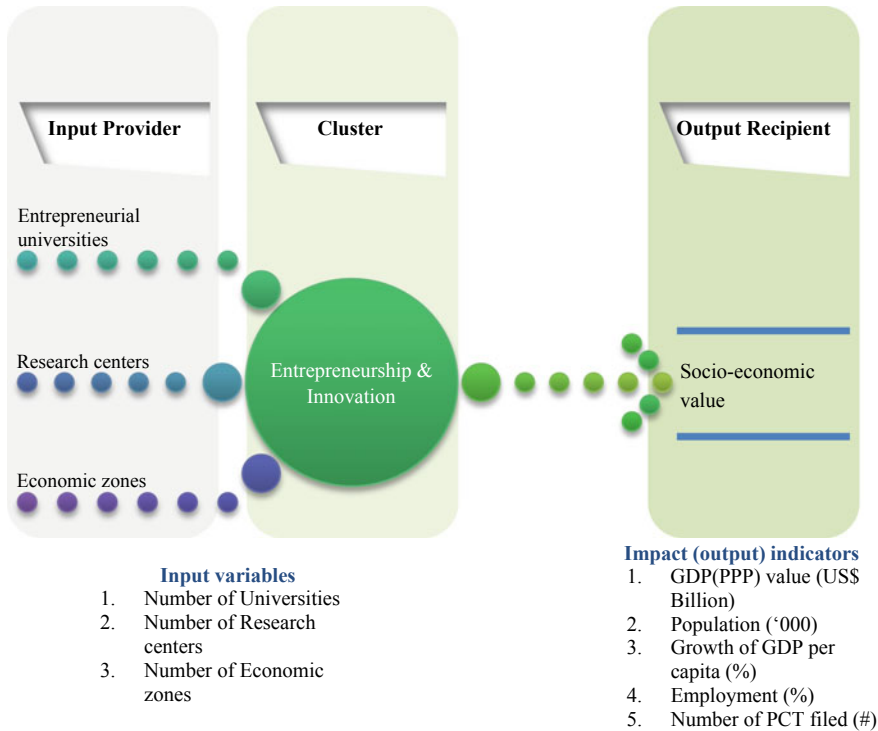 Input Provider
Cluster
Output Recipient
Entrepreneurial
universities
Research centers
Entrepreneurship &
Innovation
Socio-economic
value
Economic zones
Input variables
1. Number of Universities
2. Number of Research
centers
3. Number of Economic
zones
Impact (output) indicators
1. GDP(PPP) value (US$
Billion)
2. Population (‘000)
3. Growth of GDP per
capita (%)
4. Employment (%)
5. Number of PCT filed (#)